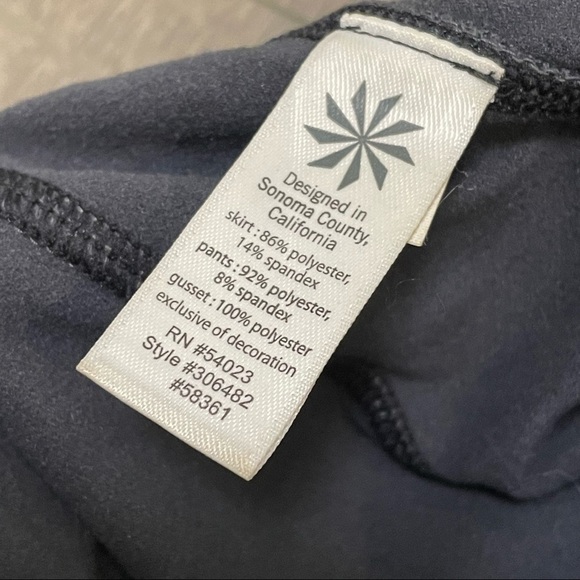 Designed in
Sonoma County,
California
skirt : 86% polyester,
14% spandex
pants : 92% polyester,
8% spandex
gusset : 100% polyester
exclusive of decoration
RN #54023
Style #306482
#58361